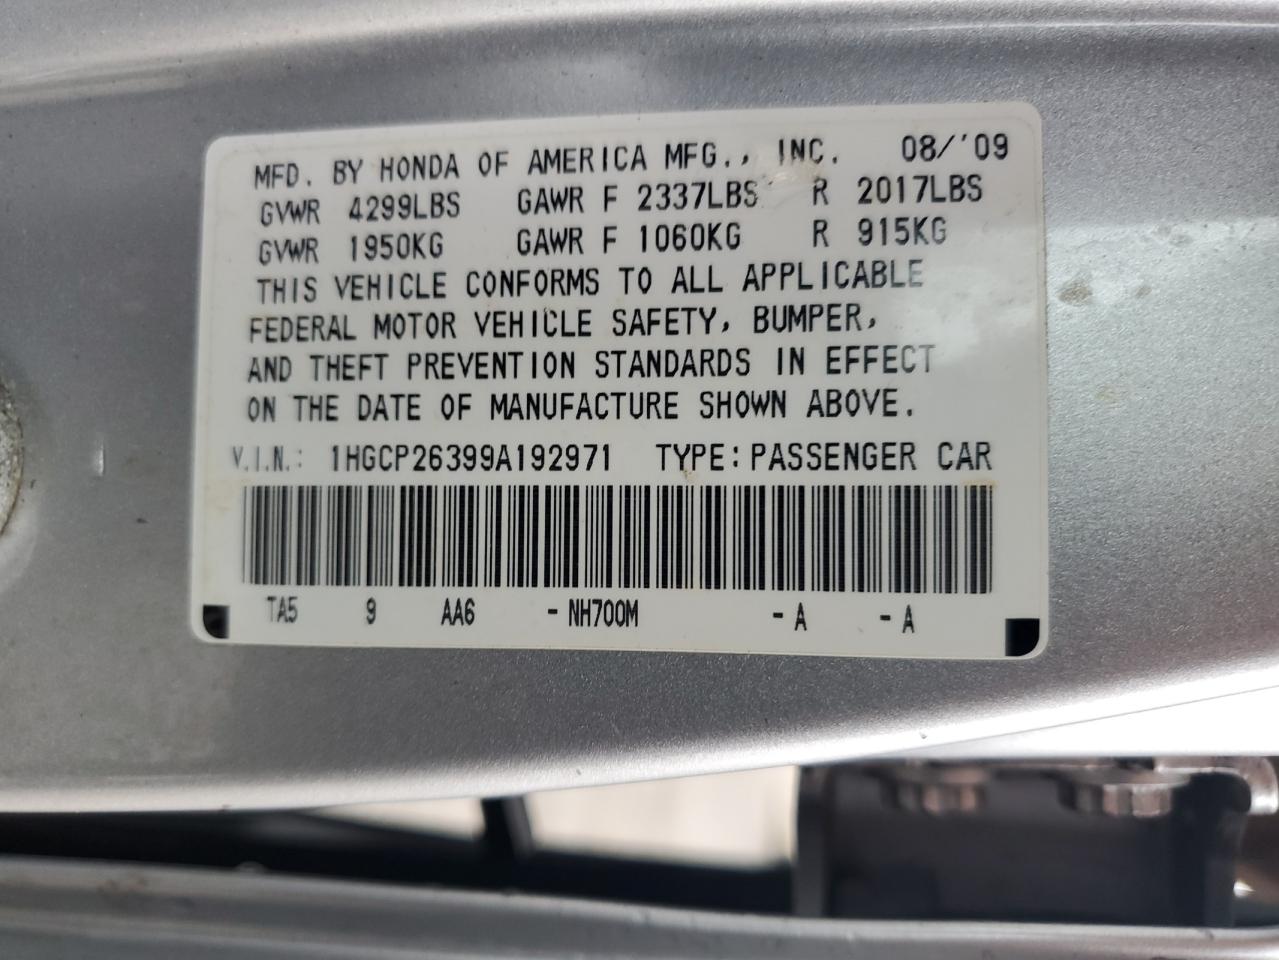 MFD. BY HONDA OF AMERICA MFG., INC. 08/'09
GVWR 4299LBS GAWR F 2337LBS R 2017LBS
GVWR 1950KG GAWR F 1060KG R 915KG
THIS VEHICLE CONFORMS TO ALL APPLICABLE
FEDERAL MOTOR VEHICLE SAFETY, BUMPER,
AND THEFT PREVENTION STANDARDS IN EFFECT
ON THE DATE OF MANUFACTURE SHOWN ABOVE.
V.I.N.: 1HGCP26399A192971 TYPE: PASSENGER CAR
TA5 9 AA6 - NH700M - A - A